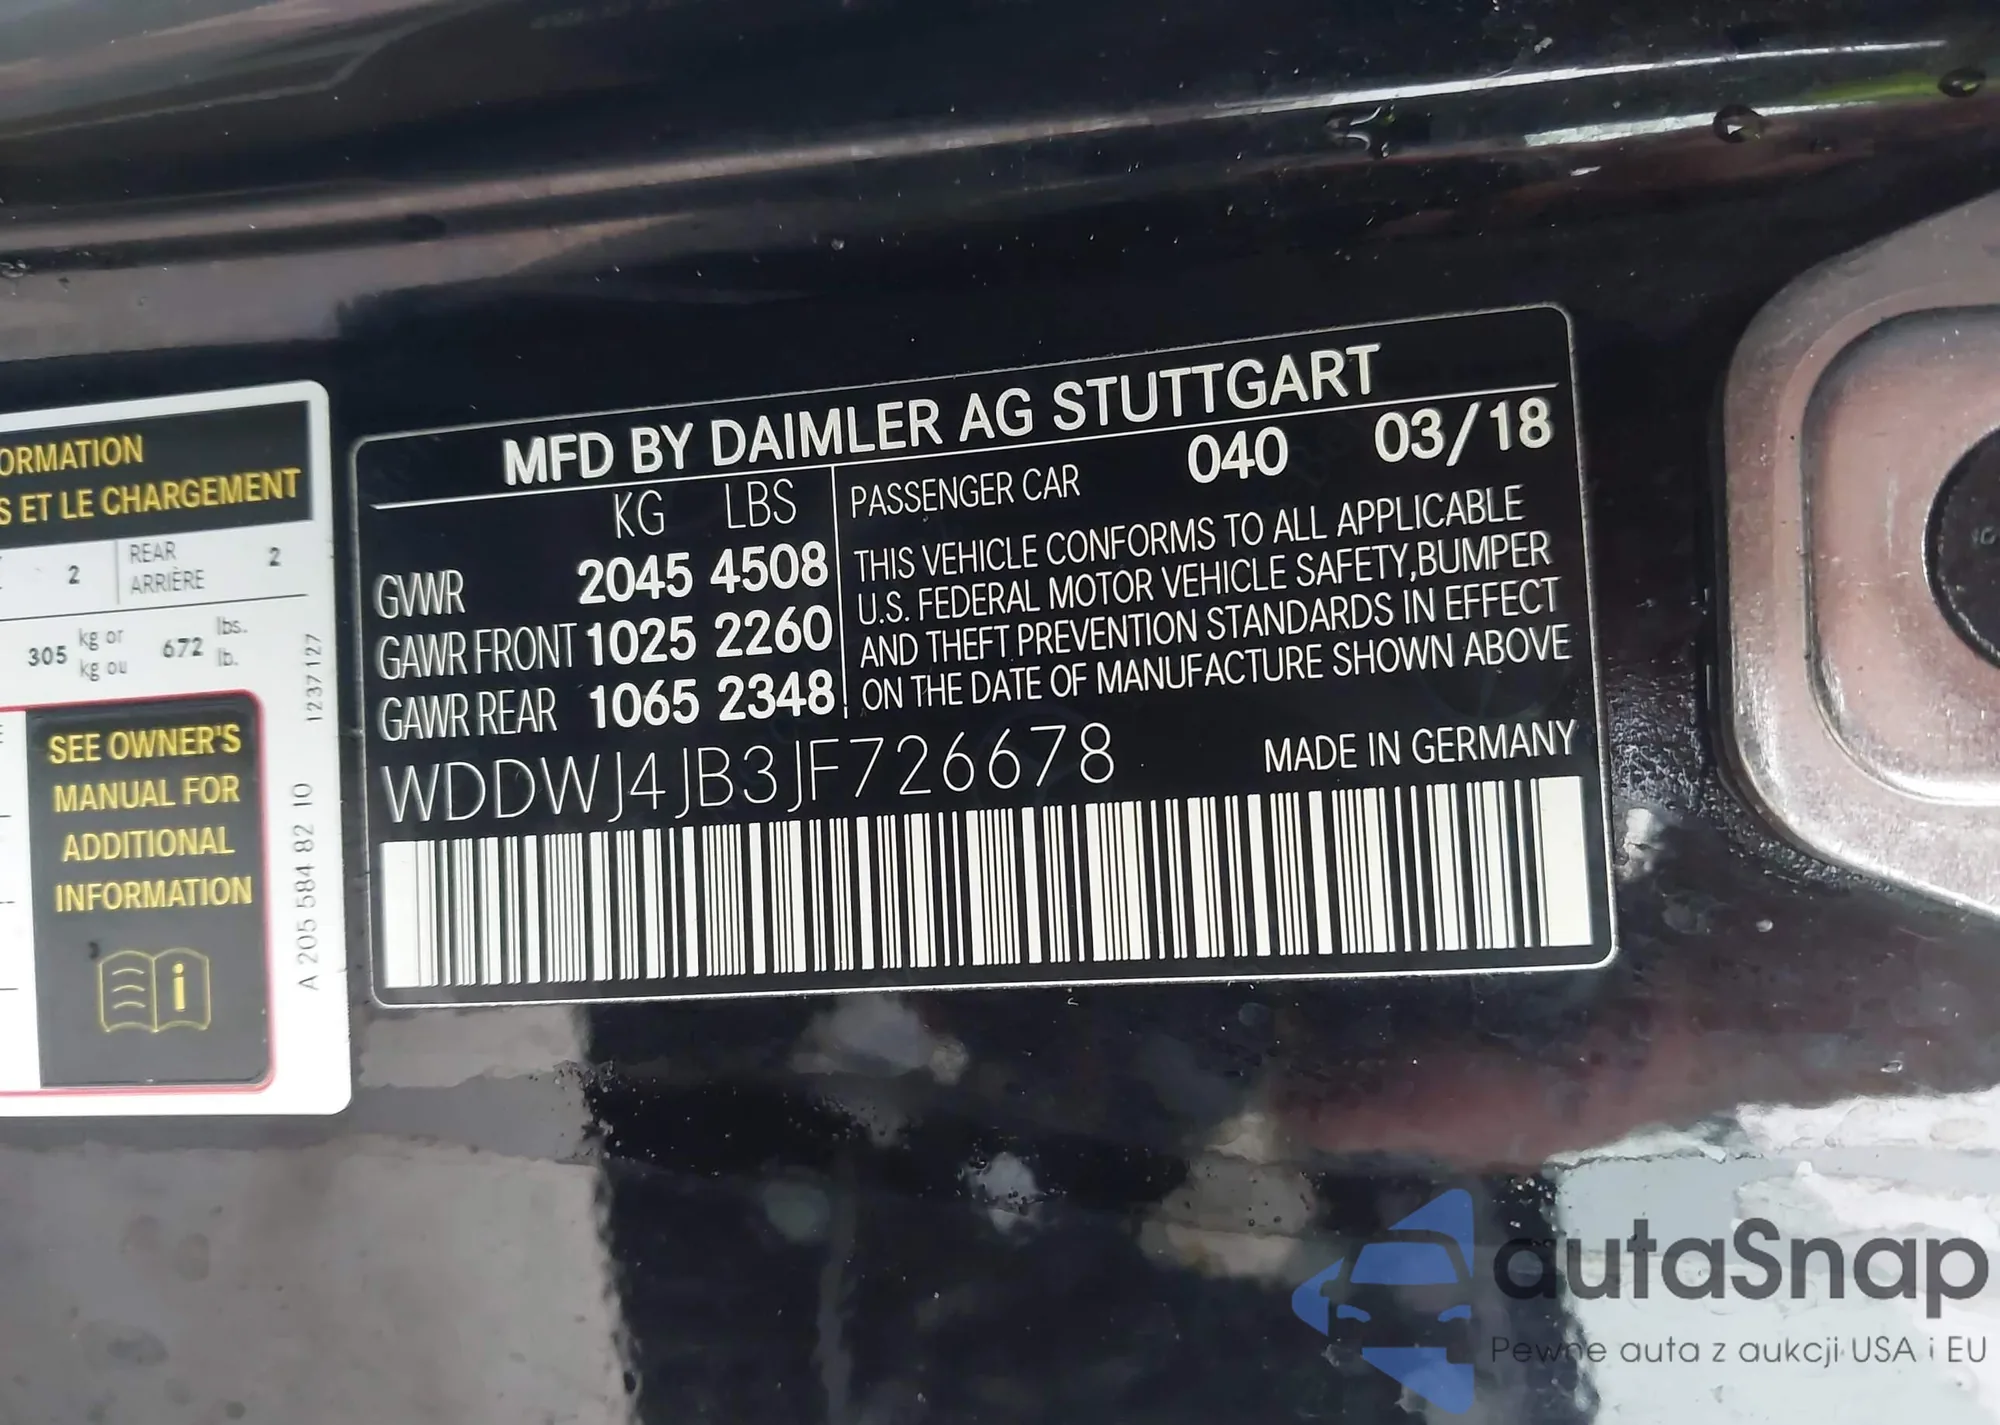 ORMATION
S ET LE CHARGEMENT
2 REAR ARRIÈRE 2
305 kg or kg ou 672 lbs. lb.
1237127
SEE OWNER'S
MANUAL FOR
ADDITIONAL
INFORMATION
A 205 584 82 10
MFD BY DAIMLER AG STUTTGART
KG LBS
GVWR 2045 4508
GAWR FRONT 1025 2260
GAWR REAR 1065 2348
PASSENGER CAR 040 03/18
THIS VEHICLE CONFORMS TO ALL APPLICABLE
U.S. FEDERAL MOTOR VEHICLE SAFETY,BUMPER
AND THEFT PREVENTION STANDARDS IN EFFECT
ON THE DATE OF MANUFACTURE SHOWN ABOVE
WDDWJ4JB3JF726678 MADE IN GERMANY
autaSnap
Pewne auta z aukcji USA i EU